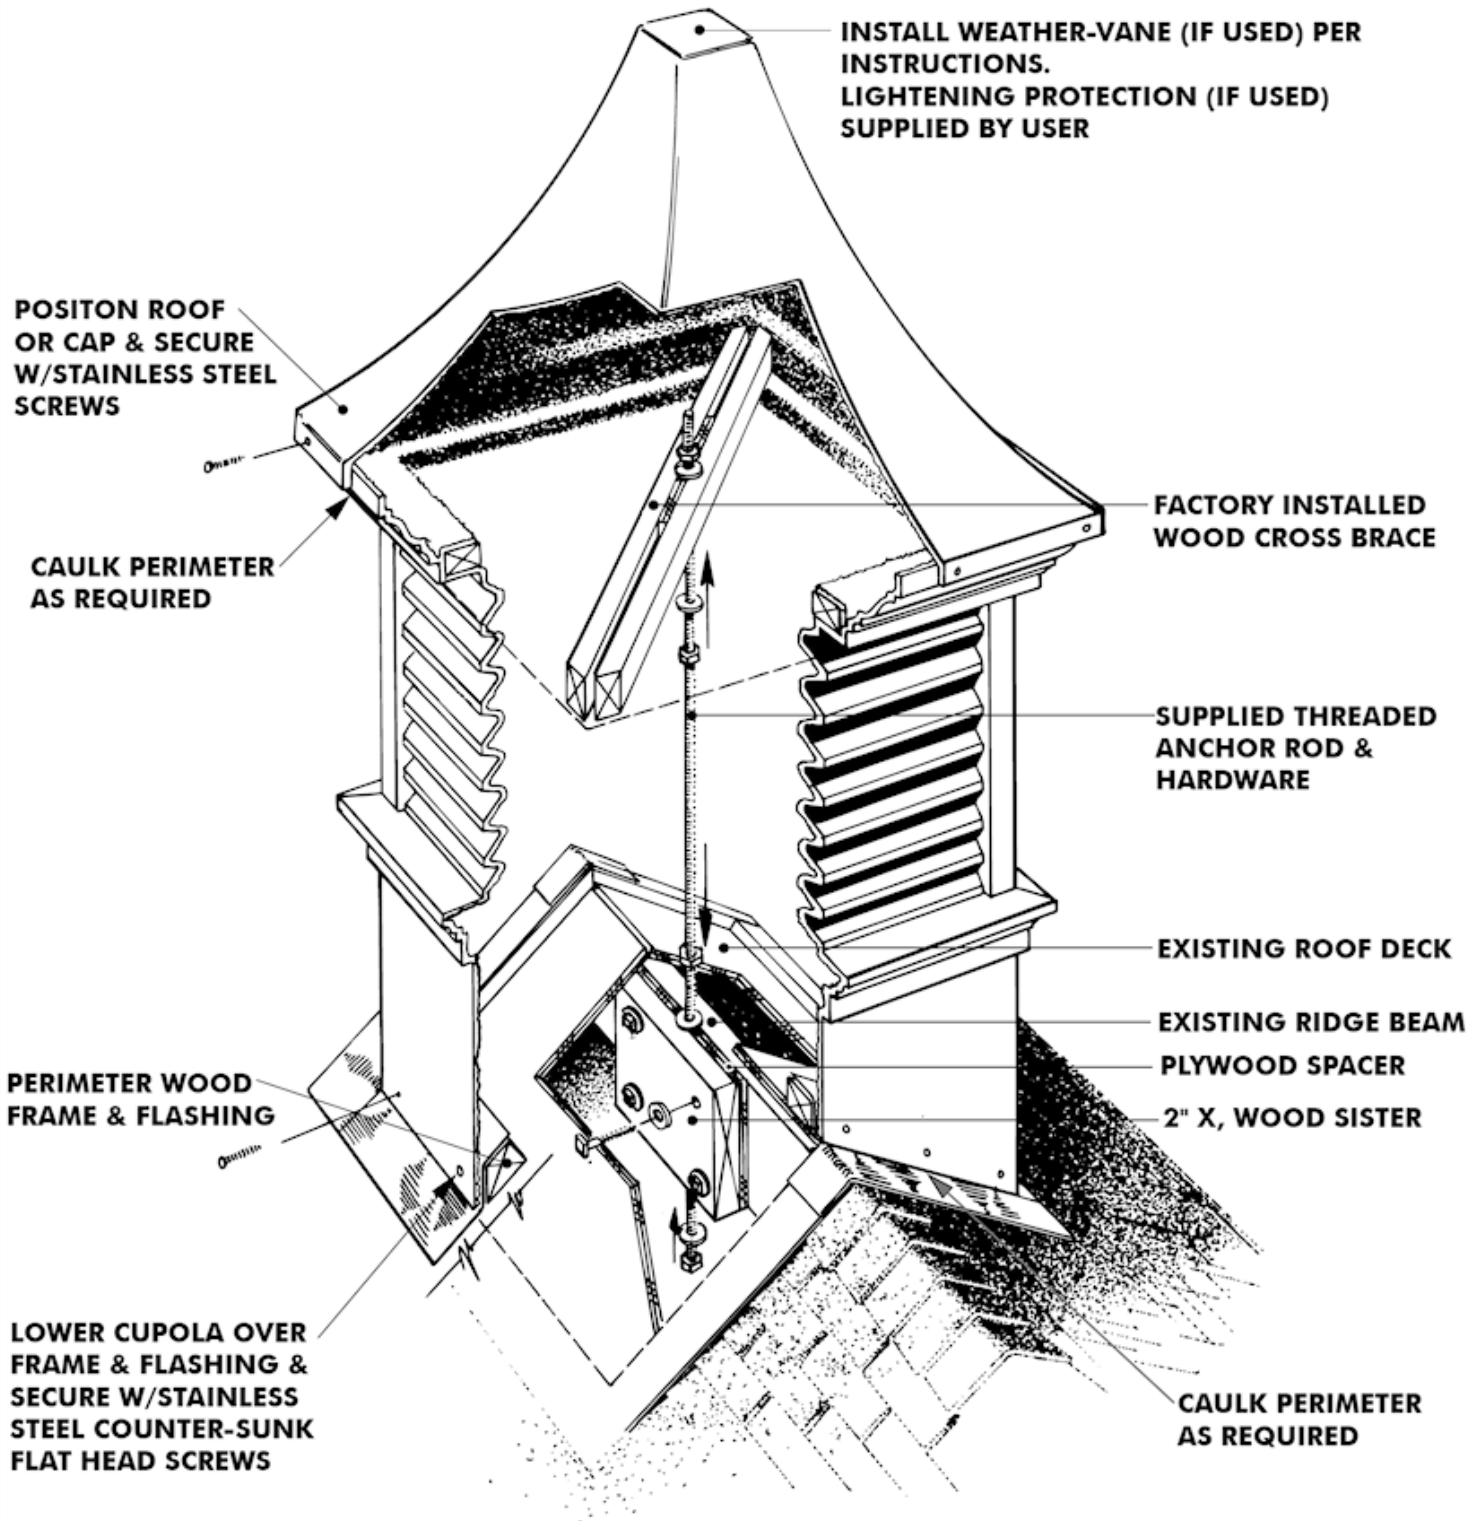 INSTALL WEATHER-VANE (IF USED) PER
INSTRUCTIONS.
LIGHTENING PROTECTION (IF USED)
SUPPLIED BY USER
POSITON ROOF
OR CAP & SECURE
W/STAINLESS STEEL
SCREWS
FACTORY INSTALLED
WOOD CROSS BRACE
CAULK PERIMETER
AS REQUIRED
SUPPLIED THREADED
ANCHOR ROD &
HARDWARE
EXISTING ROOF DECK
EXISTING RIDGE BEAM
PLYWOOD SPACER
PERIMETER WOOD
FRAME & FLASHING
2" X, WOOD SISTER
LOWER CUPOLA OVER
FRAME & FLASHING &
SECURE W/STAINLESS
STEEL COUNTER-SUNK
FLAT HEAD SCREWS
CAULK PERIMETER
AS REQUIRED